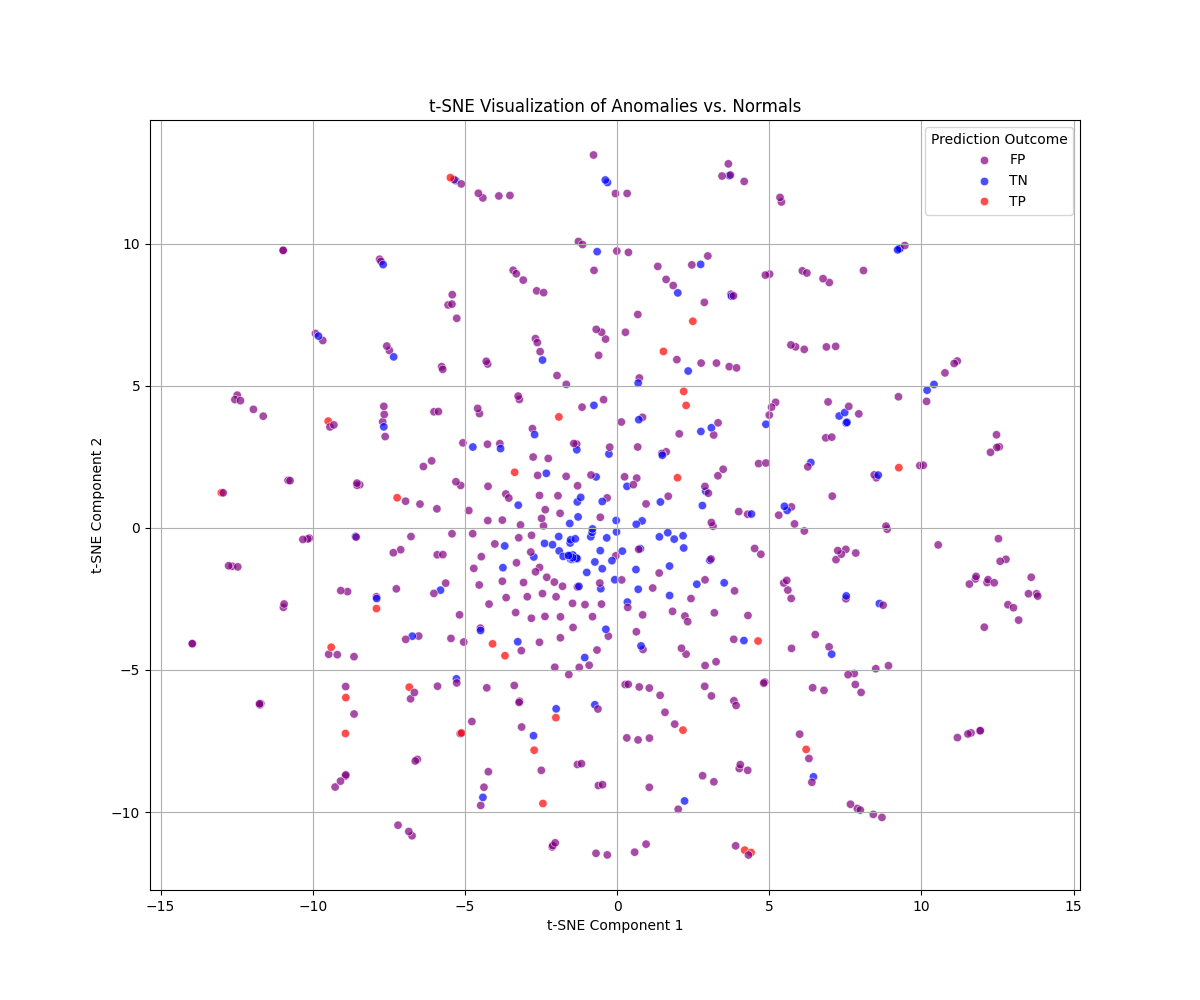 t-SNE Visualization of Anomalies vs. Normals
Prediction Outcome
FP
TN
TP
10
5
0
−5
−10
t-SNE Component 2
−15 −10 −5 0 5 10 15
t-SNE Component 1